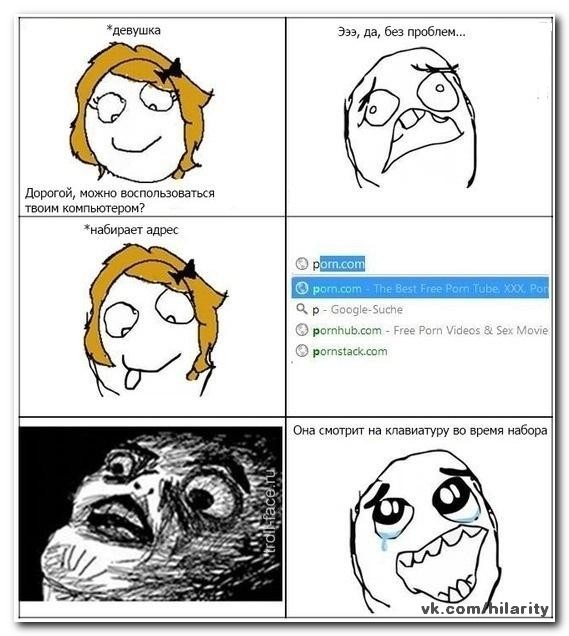 *девушка
Дорогой, можно воспользоваться
твоим компьютером?
Эээ, да, без проблем...
*набирает адрес
porn.com
porn.com - The Best Free Porn Tube, XXX, Por
p - Google-Suche
pornhub.com - Free Porn Videos & Sex Movie
pornstack.com
troll-face.ru
Она смотрит на клавиатуру во время набора
vk.com/hilarity